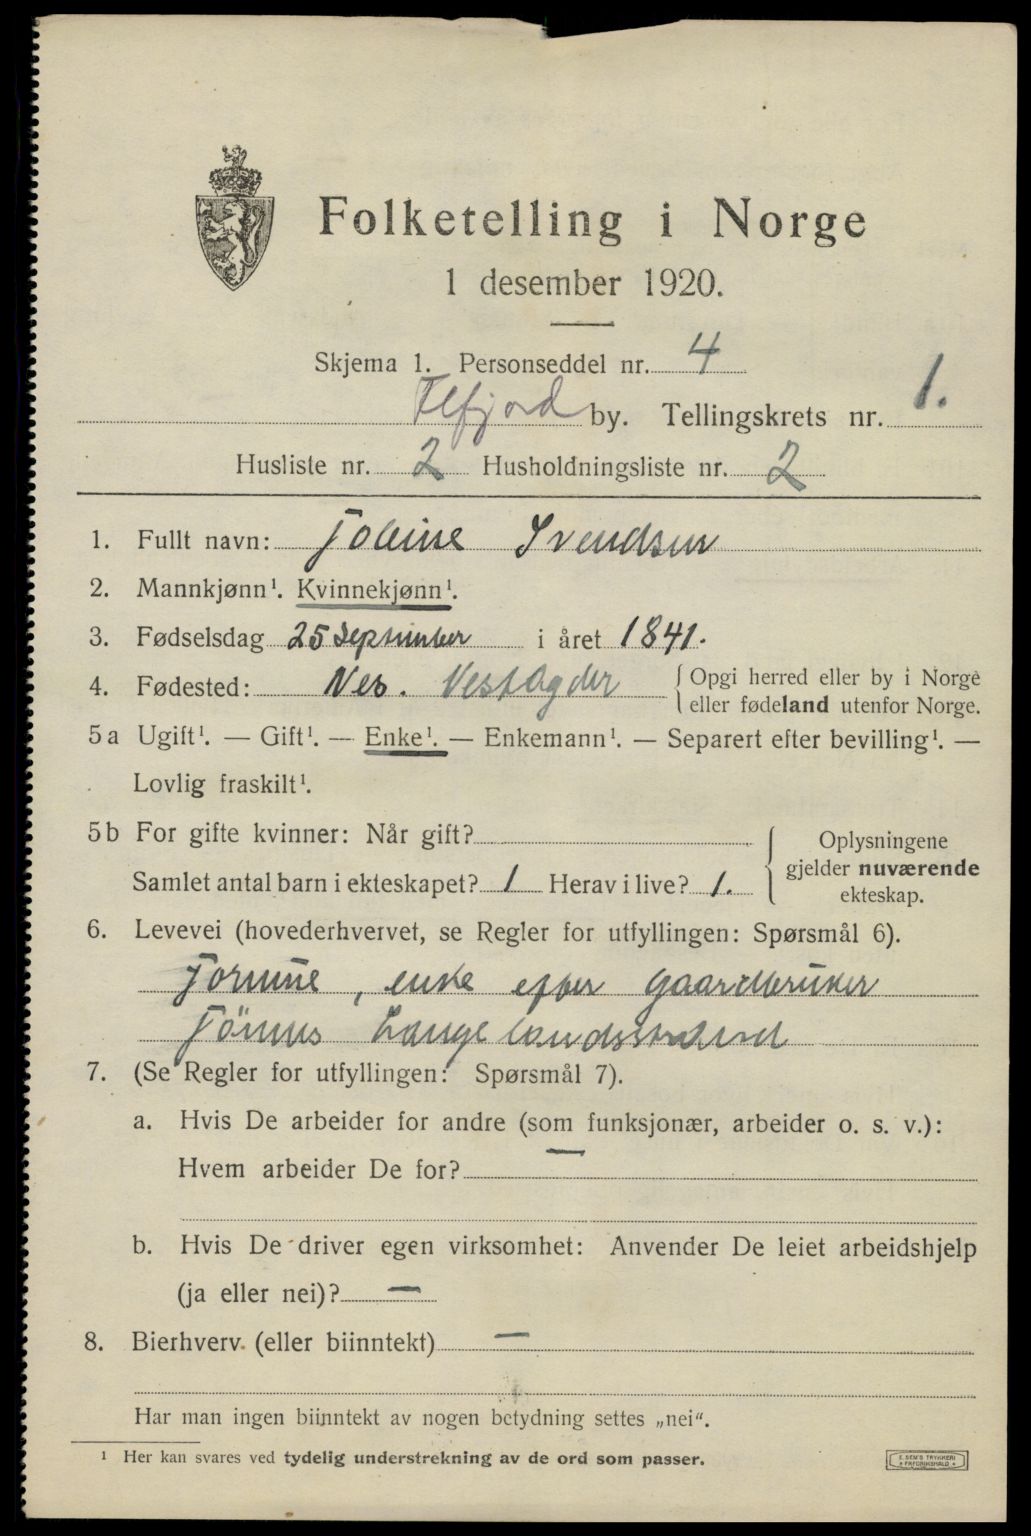 Folketelling i Norge
1 desember 1920.
Skjema 1. Personseddel nr. 4
Flefjord by. Tellingskrets nr. 1.
Husliste nr. 2 Husholdningsliste nr. 2
1. Fullt navn: Svendsen
2. Mannkjønn¹. Kvinnekjønn¹.
3. Fødselsdag 25 September i året 1841.
4. Fødested: Nes. Vest Agder { Opgi herred eller by i Norge
eller fødeland utenfor Norge.
5a Ugift¹. — Gift¹. — Enke¹. — Enkemann¹. — Separert efter bevilling¹. —
Lovlig fraskilt¹.
5b For gifte kvinner: Når gift?
Samlet antal barn i ekteskapet? 1 Herav i live? 1.
{ Oplysningene
gjelder nuværende
ekteskap.
6. Levevei (hovederhvervet, se Regler for utfyllingen: Spørsmål 6).
enke efter Gaardbruker
7. (Se Regler for utfyllingen: Spørsmål 7).
a. Hvis De arbeider for andre (som funksjonær, arbeider o. s. v.):
Hvem arbeider De for? —
b. Hvis De driver egen virksomhet: Anvender De leiet arbeidshjelp
(ja eller nei)? —
8. Bierhverv (eller biinntekt) —
Har man ingen biinntekt av nogen betydning settes „nei“.
¹ Her kan svares ved tydelig understrekning av de ord som passer.
E. SEM'S TRYKKERI
* FREDRIKSHALD *